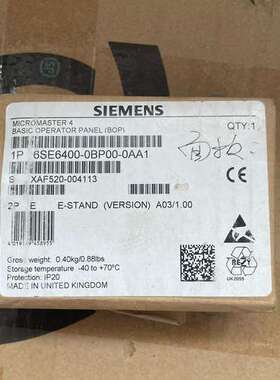 SIEMENS
MICROMASTER 4
BASIC OPERATOR PANEL (BOP)
QTY:1
1P 6SE6400-0BP00-0AA1
S XAF520-004113
2P E E-STAND (VERSION) A03/1.00
Gross weight: 0.40kg/0.88lbs
Storage temperature -40 to +70°C
Protection: IP20
MADE IN UNITED KINGDOM
RESY